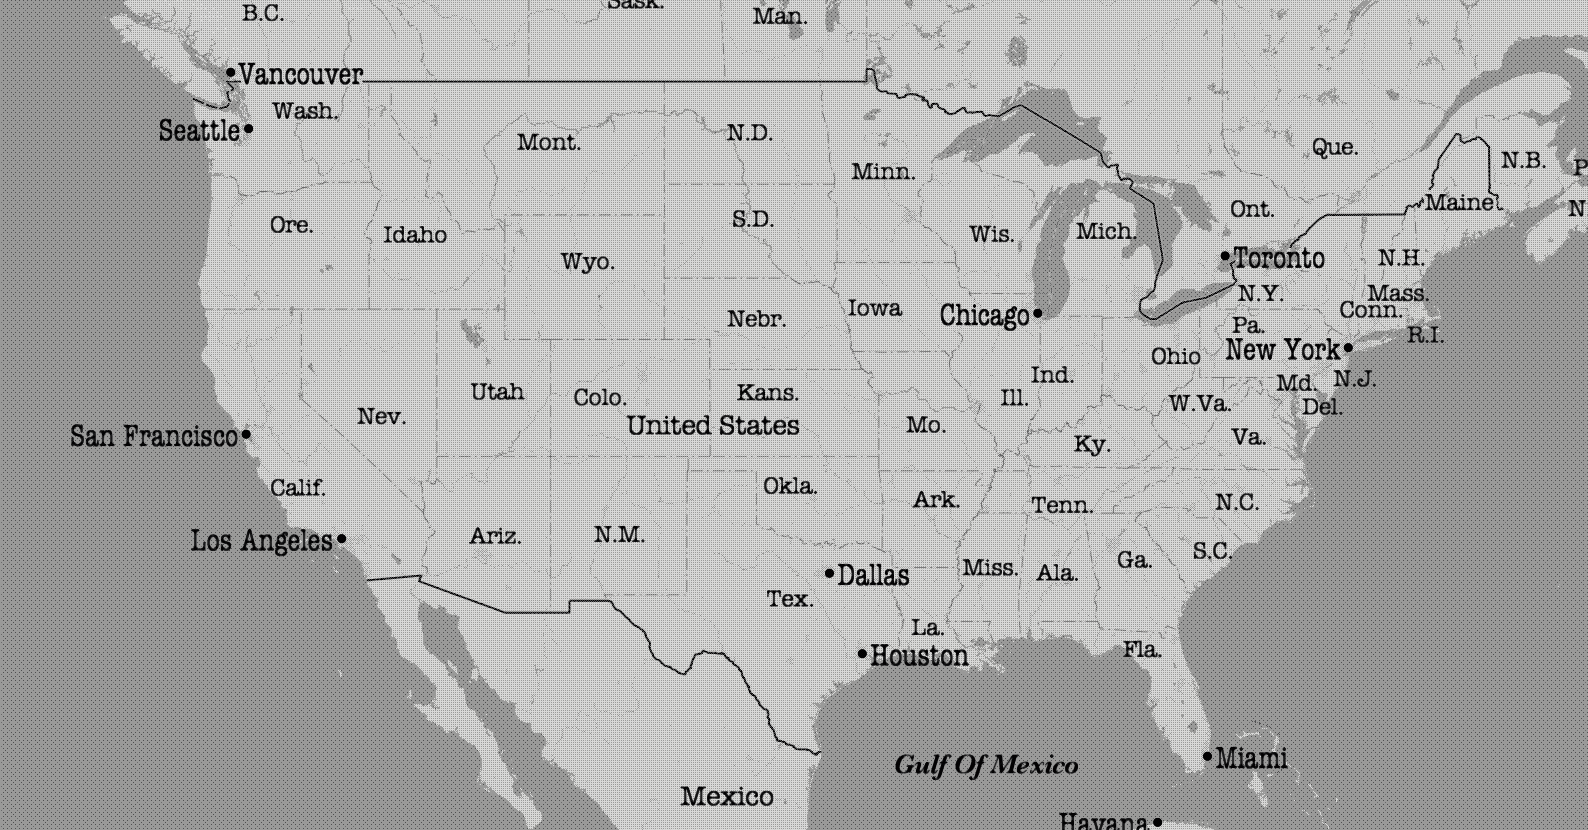 B.C.
Sask.
Man.
Vancouver
Wash.
Seattle
Mont.
N.D.
Minn.
Que.
N.B.
P
Maine
N
Ore.
Idaho
S.D.
Wis.
Mich.
Ont.
Wyo.
Toronto
N.H.
N.Y.
Mass.
Conn.
Iowa
Chicago
Nebr.
Pa.
R.I.
New York
Ohio
Ind.
Md.
N.J.
Utah
Colo.
Kans.
Ill.
W.Va.
Del.
Nev.
United States
Mo.
Va.
San Francisco
Ky.
Calif.
Okla.
Ark.
Tenn.
N.C.
Los Angeles
Ariz.
N.M.
S.C.
Dallas
Miss.
Ala.
Ga.
Tex.
La.
Houston
Fla.
Gulf Of Mexico
Miami
Mexico
Havana